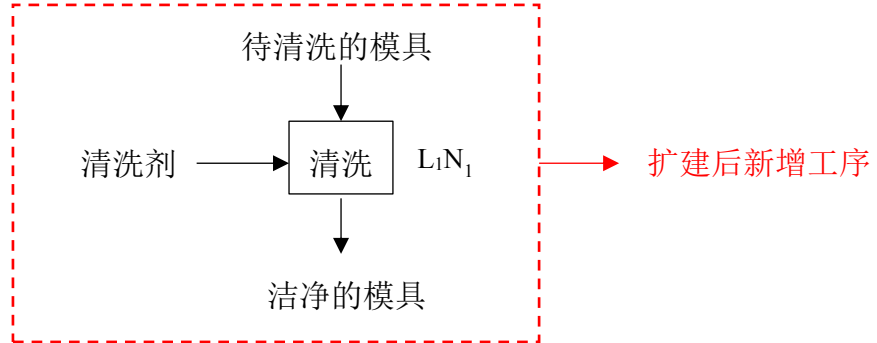 待清洗的模具
清洗剂
清洗
L₁N₁
扩建后新增工序
洁净的模具